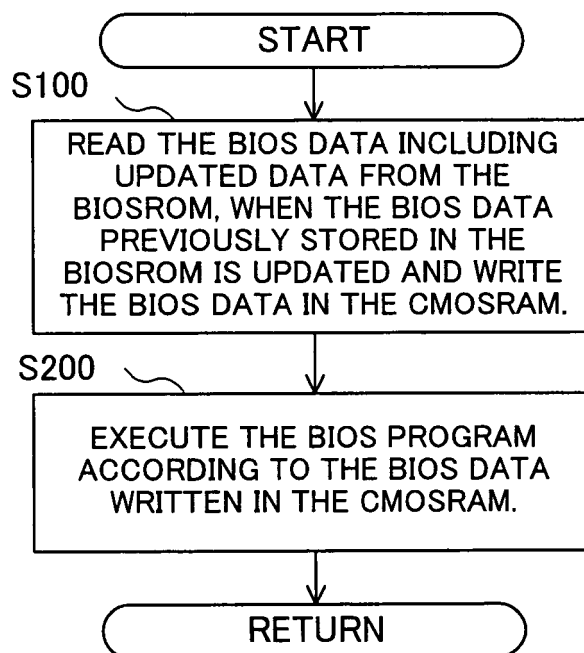 START
S100
READ THE BIOS DATA INCLUDING
UPDATED DATA FROM THE
BIOSROM, WHEN THE BIOS DATA
PREVIOUSLY STORED IN THE
BIOSROM IS UPDATED AND WRITE
THE BIOS DATA IN THE CMOSRAM.
S200
EXECUTE THE BIOS PROGRAM
ACCORDING TO THE BIOS DATA
WRITTEN IN THE CMOSRAM.
RETURN